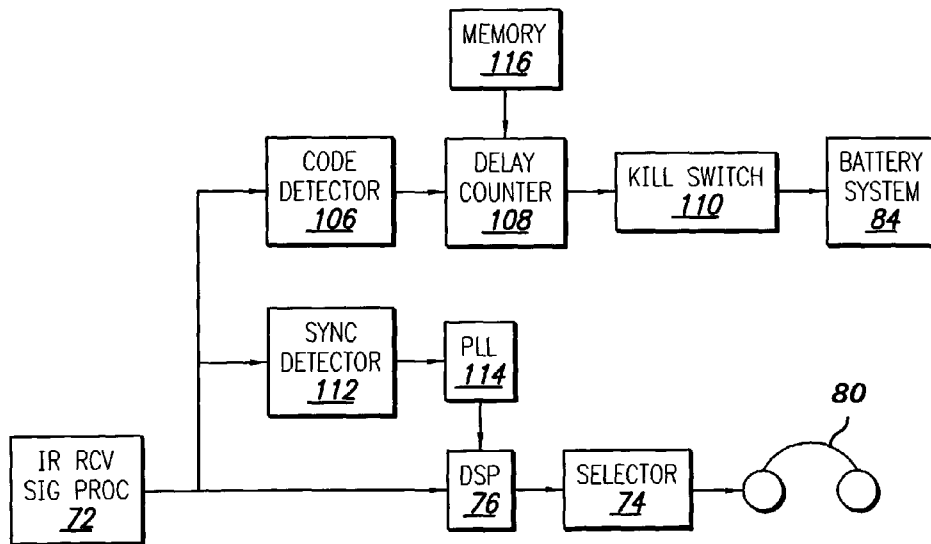 MEMORY
116
CODE
DETECTOR
106
DELAY
COUNTER
108
KILL SWITCH
110
BATTERY
SYSTEM
84
SYNC
DETECTOR
112
PLL
114
80
IR RCV
SIG PROC
72
DSP
76
SELECTOR
74